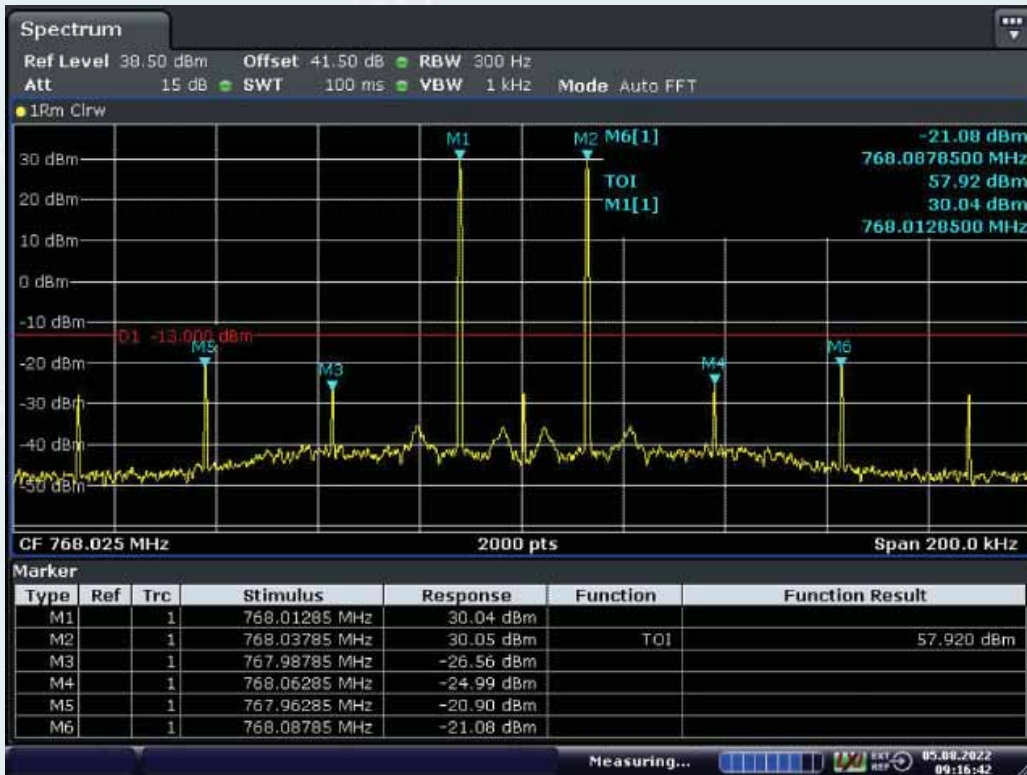 Spectrum
Ref Level 38.50 dBm Offset 41.50 dB RBW 300 Hz
Att 15 dB SWT 100 ms VBW 1 kHz Mode Auto FFT
1Rm Clrw
M1 M2 M6[1] -21.08 dBm
768.0878500 MHz
TOI 57.92 dBm
M1[1] 30.04 dBm
768.0128500 MHz
30 dBm
20 dBm
10 dBm
0 dBm
-10 dBm
D1 -13.000 dBm
M5 M6
-20 dBm
M3 M4
-30 dBm
-40 dBm
-50 dBm
CF 768.025 MHz 2000 pts Span 200.0 kHz
Marker
Type Ref Trc Stimulus Response Function Function Result
M1 1 768.01285 MHz 30.04 dBm
M2 1 768.03785 MHz 30.05 dBm TOI 57.920 dBm
M3 1 767.98785 MHz -26.56 dBm
M4 1 768.06285 MHz -24.99 dBm
M5 1 767.96285 MHz -20.90 dBm
M6 1 768.08785 MHz -21.08 dBm
Measuring... LXI EXT REF 05.08.2022
09:16:42